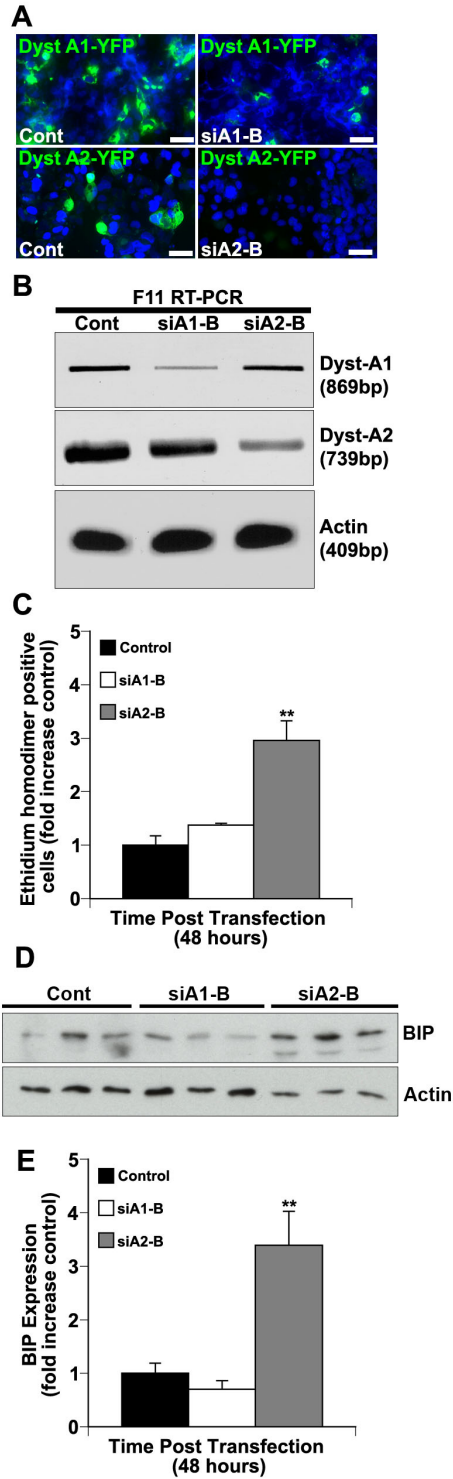 A
Dyst A1-YFP
Dyst A1-YFP
Cont
siA1-B
Dyst A2-YFP
Dyst A2-YFP
Cont
siA2-B
B
F11 RT-PCR
Cont siA1-B siA2-B
Dyst-A1
(869bp)
Dyst-A2
(739bp)
Actin
(409bp)
C
Ethidium homodimer positive
cells (fold increase control)
5
4
3
2
1
0
Control
siA1-B
siA2-B
**
Time Post Transfection
(48 hours)
D
Cont siA1-B siA2-B
BIP
Actin
E
BIP Expression
(fold increase control)
5
4
3
2
1
0
Control
siA1-B
siA2-B
**
Time Post Transfection
(48 hours)